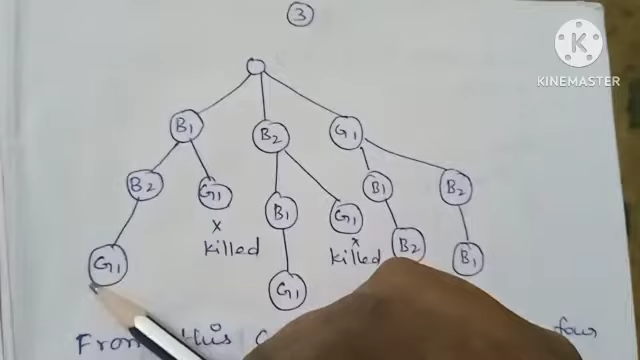 3
K
KINEMASTER
B1 B2 G1
B2 G1 B1 G1 B1 B2
x killed x killed
G1 G1 B2 B1
From this